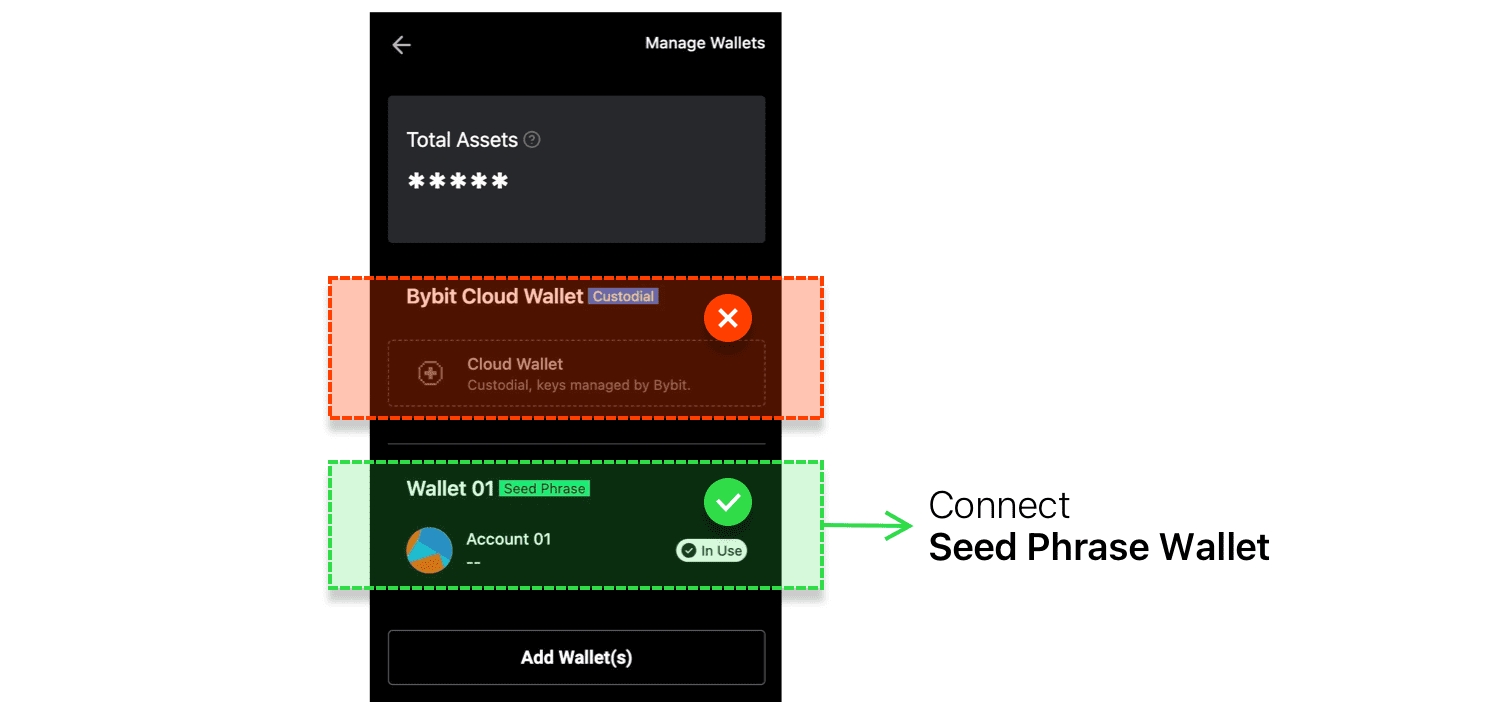 Manage Wallets
Total Assets
*****
Bybit Cloud Wallet Custodial
Cloud Wallet
Custodial, keys managed by Bybit.
Wallet 01 Seed Phrase
Account 01
--
In Use
Connect
Seed Phrase Wallet
Add Wallet(s)